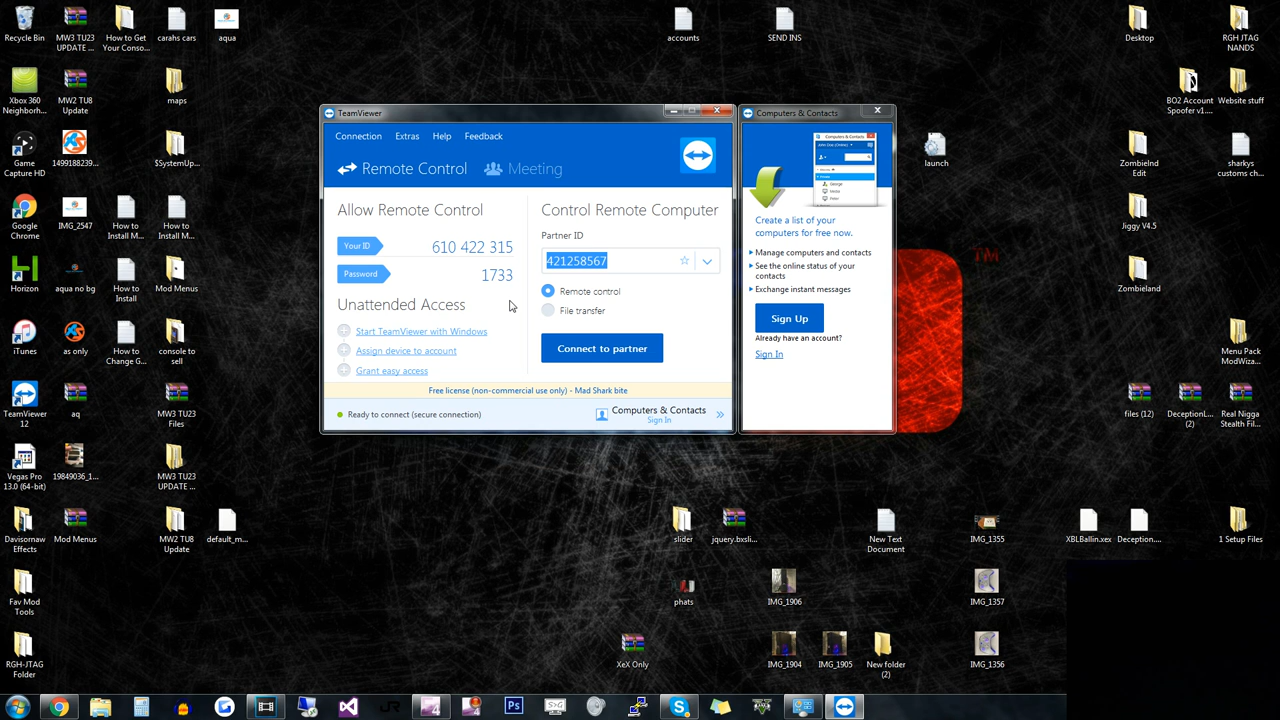 Recycle Bin
MW3 TU23
UPDATE ...
How to Get
Your Conso...
carahs cars
aqua
accounts
SEND INS
Desktop
RGH JTAG
NANDS
Xbox 360
Neighborh...
MW2 TU8
Update
maps
BO2 Account
Spoofer v1....
Website stuff
Game
Capture HD
1499188239...
$SystemUp...
launch
Zombielnd
Edit
sharkys
customs ch...
Google
Chrome
IMG_2547
How to
Install M...
How to
Install M...
Jiggy V4.5
Horizon
aqua no bg
How to
Install
Mod Menus
Zombieland
iTunes
as only
How to
Change G...
console to
sell
Menu Pack
ModWiza...
TeamViewer
12
aq
MW3 TU23
Files
files (12)
DeceptionL...
(2)
Real Nigga
Stealth Fil...
Vegas Pro
13.0 (64-bit)
19849036_1...
MW3 TU23
UPDATE ...
Davisornaw
Effects
Mod Menus
MW2 TU8
Update
default_m...
slider
jquery.bxsli...
New Text
Document
IMG_1355
XBLBallin.xex
Deception....
1 Setup Files
Fav Mod
Tools
phats
IMG_1906
IMG_1357
RGH-JTAG
Folder
XeX Only
IMG_1904
IMG_1905
New folder
(2)
IMG_1356
TeamViewer
Connection
Extras
Help
Feedback
Remote Control
Meeting
Allow Remote Control
Your ID
610 422 315
Password
1733
Unattended Access
Start TeamViewer with Windows
Assign device to account
Grant easy access
Control Remote Computer
Partner ID
421258567
Remote control
File transfer
Connect to partner
Free license (non-commercial use only) - Mad Shark bite
Ready to connect (secure connection)
Computers & Contacts
Sign In
Computers & Contacts
Create a list of your
computers for free now.
Manage computers and contacts
See the online status of your
contacts
Exchange instant messages
Sign Up
Already have an account?
Sign In
TM
Ps